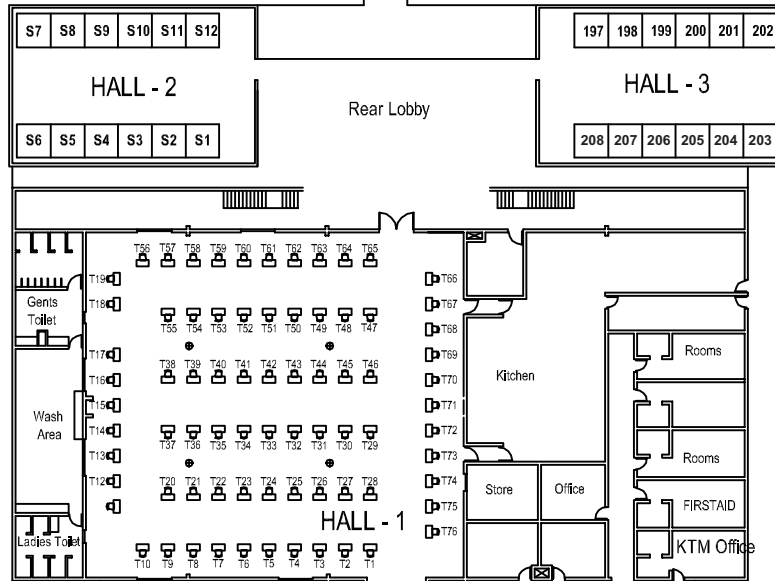 S7 S8 S9 S10 S11 S12
197 198 199 200 201 202
HALL - 2
HALL - 3
Rear Lobby
S6 S5 S4 S3 S2 S1
208 207 206 205 204 203
T56 T57 T58 T59 T60 T61 T62 T63 T64 T65
T19
T66
Gents
Toilet
T18
T67
T55 T54 T53 T52 T51 T50 T49 T48 T47
T68
T17
T69
Rooms
T38 T39 T40 T41 T42 T43 T44 T45 T46
T16
T70
Kitchen
T15
T71
Wash
Area
T14
T72
T37 T36 T35 T34 T33 T32 T31 T30 T29
T13
T73
Rooms
T12
T74
T20 T21 T22 T23 T24 T25 T26 T27 T28
Store
Office
T75
FIRSTAID
HALL - 1
T76
Ladies Toilet
KTM Office
T10 T9 T8 T7 T6 T5 T4 T3 T2 T1